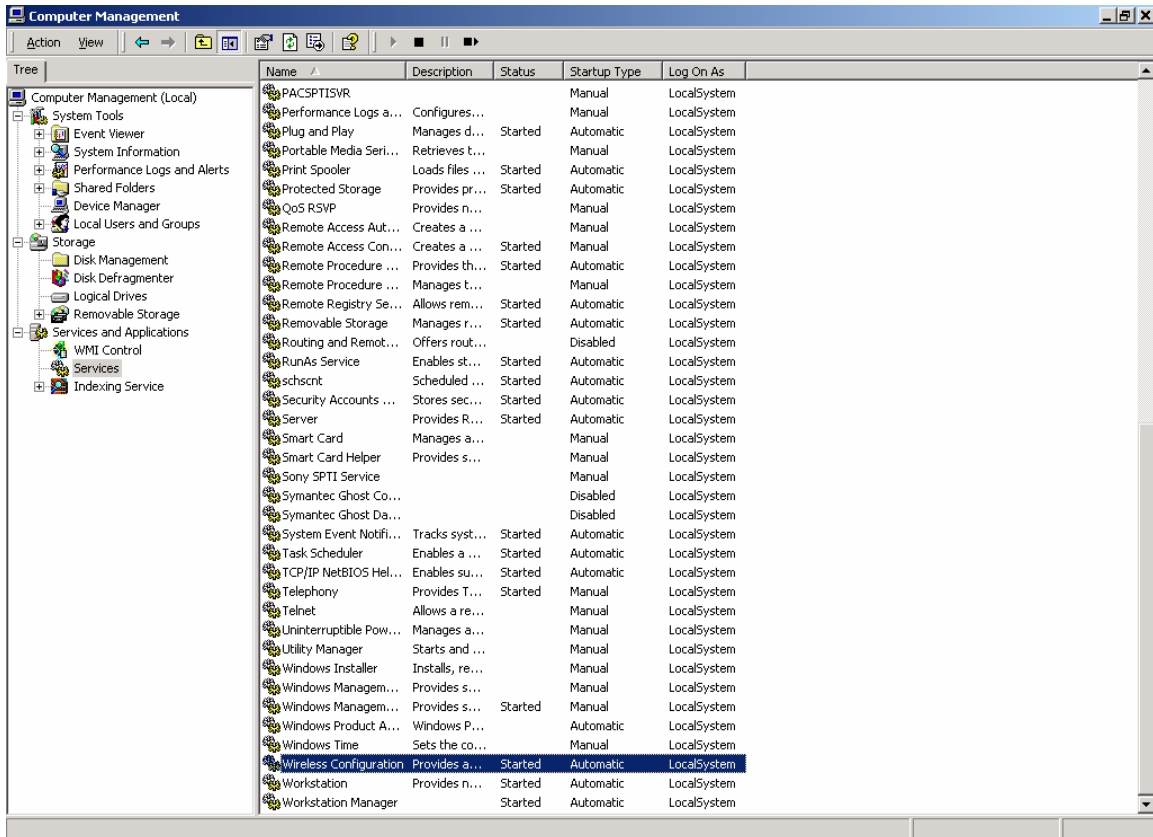 Computer Management
Action View
Tree
Computer Management (Local)
System Tools
Event Viewer
System Information
Performance Logs and Alerts
Shared Folders
Device Manager
Local Users and Groups
Storage
Disk Management
Disk Defragmenter
Logical Drives
Removable Storage
Services and Applications
WMI Control
Services
Indexing Service
Name Description Status Startup Type Log On As
PACSPTISVR Manual LocalSystem
Performance Logs a... Configures... Manual LocalSystem
Plug and Play Manages d... Started Automatic LocalSystem
Portable Media Seri... Retrieves t... Manual LocalSystem
Print Spooler Loads files ... Started Automatic LocalSystem
Protected Storage Provides pr... Started Automatic LocalSystem
QoS RSVP Provides n... Manual LocalSystem
Remote Access Aut... Creates a ... Manual LocalSystem
Remote Access Con... Creates a ... Started Manual LocalSystem
Remote Procedure ... Provides th... Started Automatic LocalSystem
Remote Procedure ... Manages t... Manual LocalSystem
Remote Registry Se... Allows rem... Started Automatic LocalSystem
Removable Storage Manages r... Started Automatic LocalSystem
Routing and Remot... Offers rout... Disabled LocalSystem
RunAs Service Enables st... Started Automatic LocalSystem
schscnt Scheduled ... Started Automatic LocalSystem
Security Accounts ... Stores sec... Started Automatic LocalSystem
Server Provides R... Started Automatic LocalSystem
Smart Card Manages a... Manual LocalSystem
Smart Card Helper Provides s... Manual LocalSystem
Sony SPTI Service Manual LocalSystem
Symantec Ghost Co... Disabled LocalSystem
Symantec Ghost Da... Disabled LocalSystem
System Event Notifi... Tracks syst... Started Automatic LocalSystem
Task Scheduler Enables a ... Started Automatic LocalSystem
TCP/IP NetBIOS Hel... Enables su... Started Automatic LocalSystem
Telephony Provides T... Started Manual LocalSystem
Telnet Allows a re... Manual LocalSystem
Uninterruptible Pow... Manages a... Manual LocalSystem
Utility Manager Starts and ... Manual LocalSystem
Windows Installer Installs, re... Manual LocalSystem
Windows Managem... Provides s... Manual LocalSystem
Windows Managem... Provides s... Started Manual LocalSystem
Windows Product A... Windows P... Automatic LocalSystem
Windows Time Sets the co... Manual LocalSystem
Wireless Configuration Provides a... Started Automatic LocalSystem
Workstation Provides n... Started Automatic LocalSystem
Workstation Manager Started Automatic LocalSystem